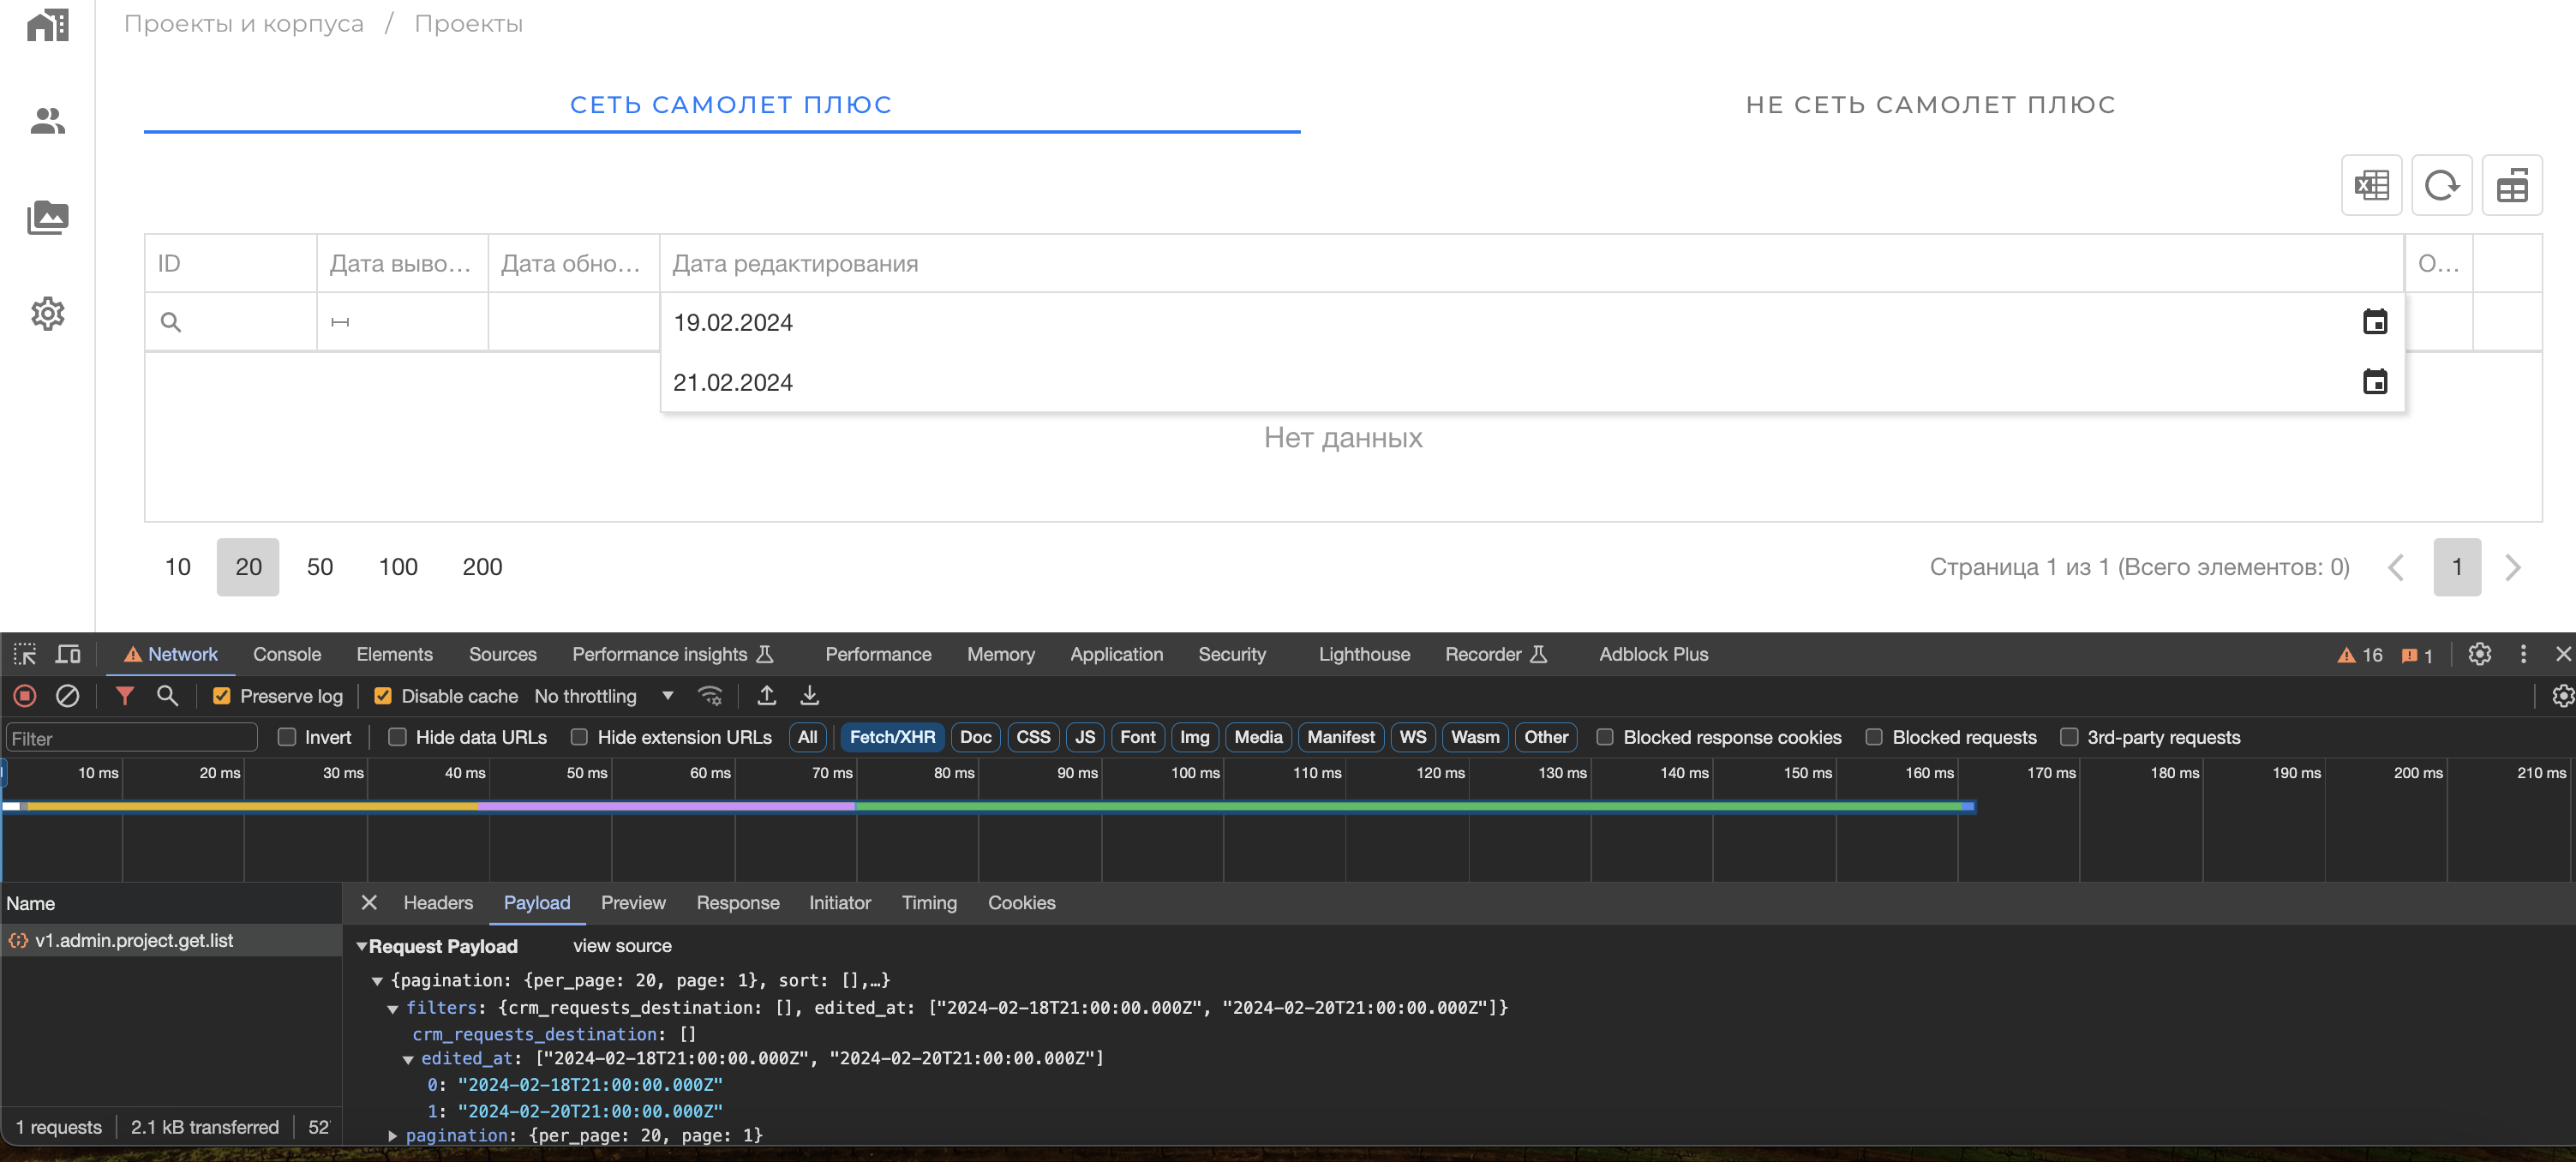 Проекты и корпуса / Проекты
СЕТЬ САМОЛЕТ ПЛЮС
НЕ СЕТЬ САМОЛЕТ ПЛЮС
ID
Дата выво...
Дата обно...
Дата редактирования
О...
19.02.2024
21.02.2024
Нет данных
10 20 50 100 200
Страница 1 из 1 (Всего элементов: 0) 1
Network Console Elements Sources Performance insights Performance Memory Application Security Lighthouse Recorder Adblock Plus 16 1
Preserve log Disable cache No throttling
Filter Invert Hide data URLs Hide extension URLs All Fetch/XHR Doc CSS JS Font Img Media Manifest WS Wasm Other Blocked response cookies Blocked requests 3rd-party requests
10 ms 20 ms 30 ms 40 ms 50 ms 60 ms 70 ms 80 ms 90 ms 100 ms 110 ms 120 ms 130 ms 140 ms 150 ms 160 ms 170 ms 180 ms 190 ms 200 ms 210 ms
Name
Headers Payload Preview Response Initiator Timing Cookies
v1.admin.project.get.list
Request Payload view source
{pagination: {per_page: 20, page: 1}, sort: [],…}
filters: {crm_requests_destination: [], edited_at: ["2024-02-18T21:00:00.000Z", "2024-02-20T21:00:00.000Z"]}
crm_requests_destination: []
edited_at: ["2024-02-18T21:00:00.000Z", "2024-02-20T21:00:00.000Z"]
0: "2024-02-18T21:00:00.000Z"
1: "2024-02-20T21:00:00.000Z"
pagination: {per_page: 20, page: 1}
1 requests 2.1 kB transferred 52